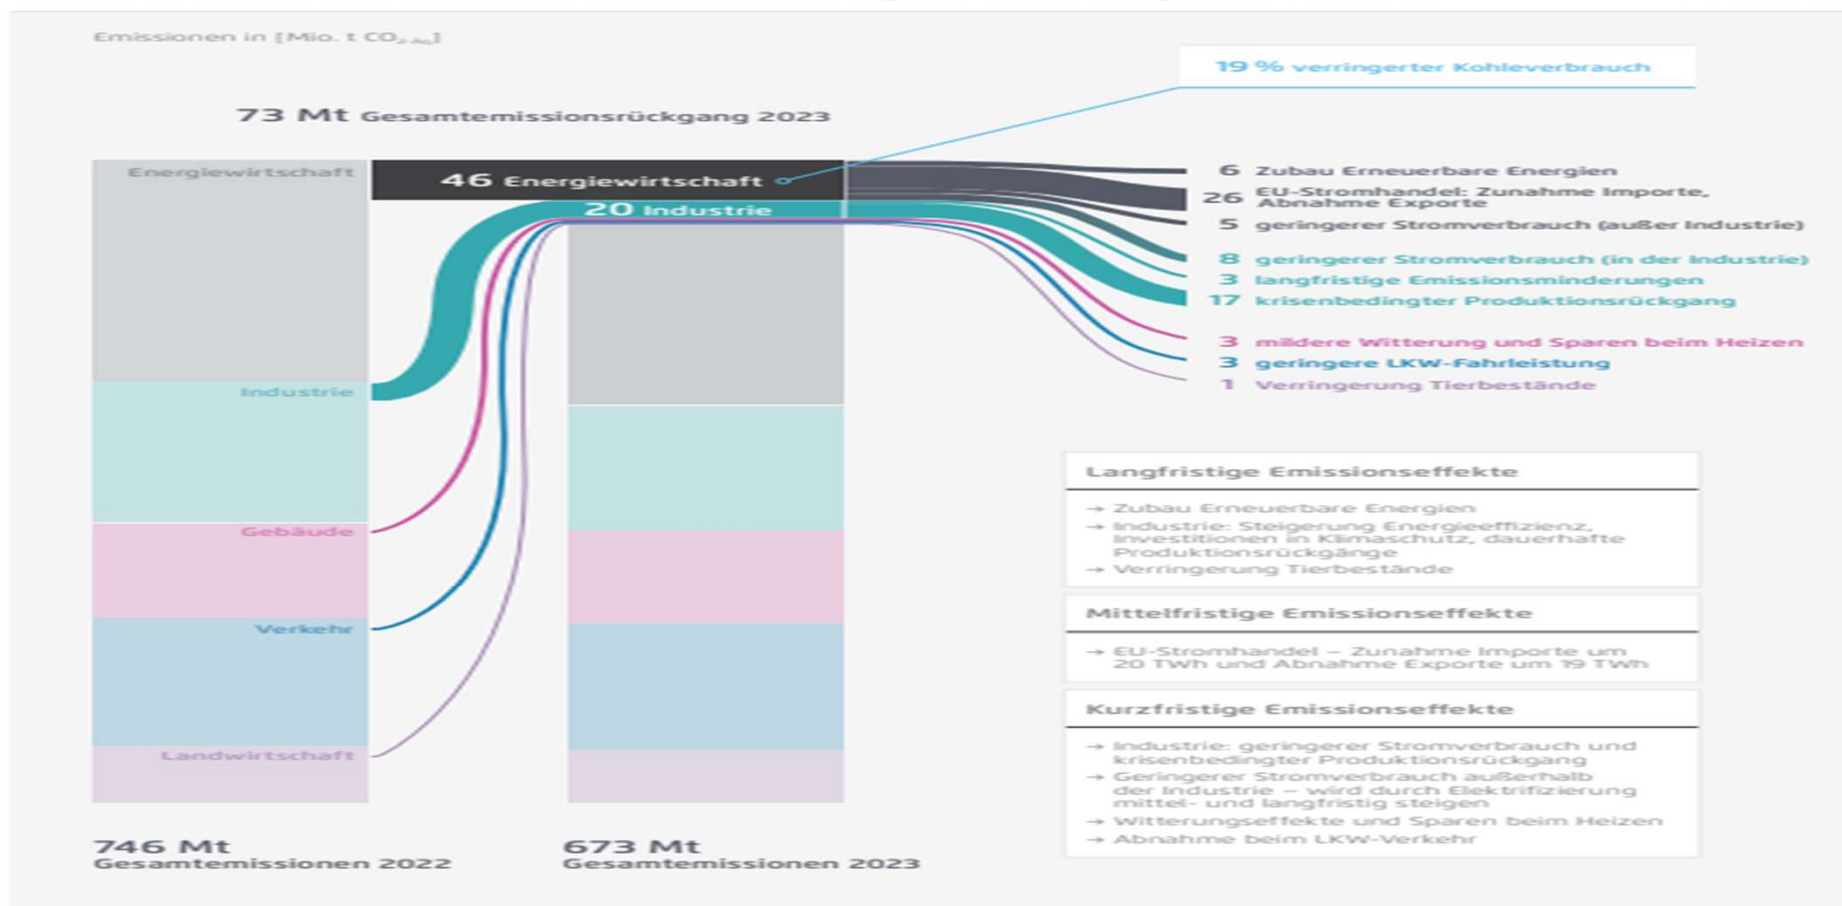 Emissionen in [Mio. t CO2-Äq]
19 % verringerter Kohleverbrauch
73 Mt Gesamtemissionsrückgang 2023
Energiewirtschaft
46 Energiewirtschaft
20 Industrie
Industrie
Gebäude
Verkehr
Landwirtschaft
6 Zubau Erneuerbare Energien
26 EU-Stromhandel: Zunahme Importe,
Abnahme Exporte
5 geringerer Stromverbrauch (außer Industrie)
8 geringerer Stromverbrauch (in der Industrie)
3 langfristige Emissionsminderungen
17 krisenbedingter Produktionsrückgang
3 mildere Witterung und Sparen beim Heizen
3 geringere LKW-Fahrleistung
1 Verringerung Tierbestände
746 Mt
Gesamtemissionen 2022
673 Mt
Gesamtemissionen 2023
Langfristige Emissionseffekte
→ Zubau Erneuerbare Energien
→ Industrie: Steigerung Energieeffizienz,
Investitionen in Klimaschutz, dauerhafte
Produktionsrückgänge
→ Verringerung Tierbestände
Mittelfristige Emissionseffekte
→ EU-Stromhandel – Zunahme Importe um
20 TWh und Abnahme Exporte um 19 TWh
Kurzfristige Emissionseffekte
→ Industrie: geringerer Stromverbrauch und
krisenbedingter Produktionsrückgang
→ Geringerer Stromverbrauch außerhalb
der Industrie – wird durch Elektrifizierung
mittel- und langfristig steigen
→ Witterungseffekte und Sparen beim Heizen
→ Abnahme beim LKW-Verkehr